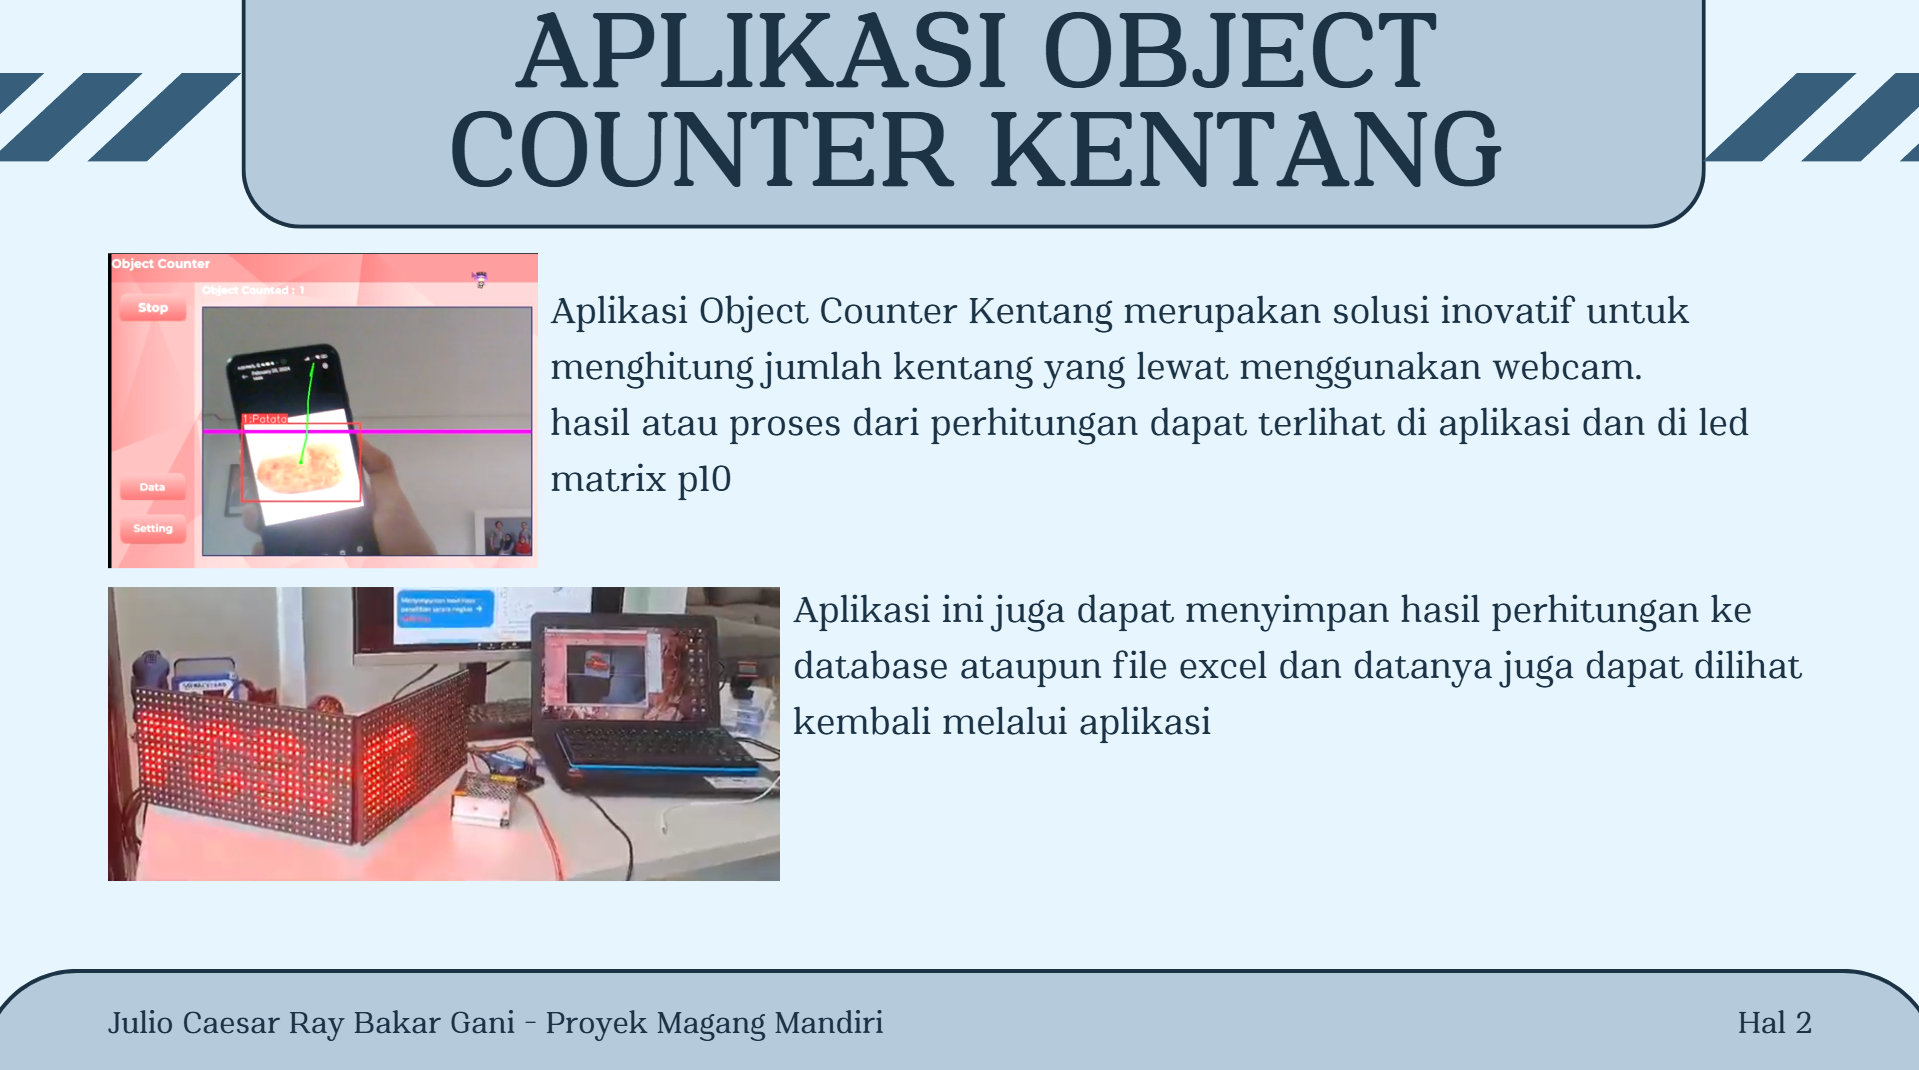 APLIKASI OBJECT
COUNTER KENTANG
Object Counter
Object Counted : 1
Stop
1:Potato
Data
Setting
Aplikasi Object Counter Kentang merupakan solusi inovatif untuk
menghitung jumlah kentang yang lewat menggunakan webcam.
hasil atau proses dari perhitungan dapat terlihat di aplikasi dan di led
matrix p10
Aplikasi ini juga dapat menyimpan hasil perhitungan ke
database ataupun file excel dan datanya juga dapat dilihat
kembali melalui aplikasi
Julio Caesar Ray Bakar Gani - Proyek Magang Mandiri
Hal 2